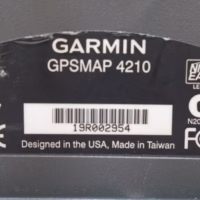 GARMIN
GPSMAP 4210
19R002954
Designed in the USA, Made in Taiwan